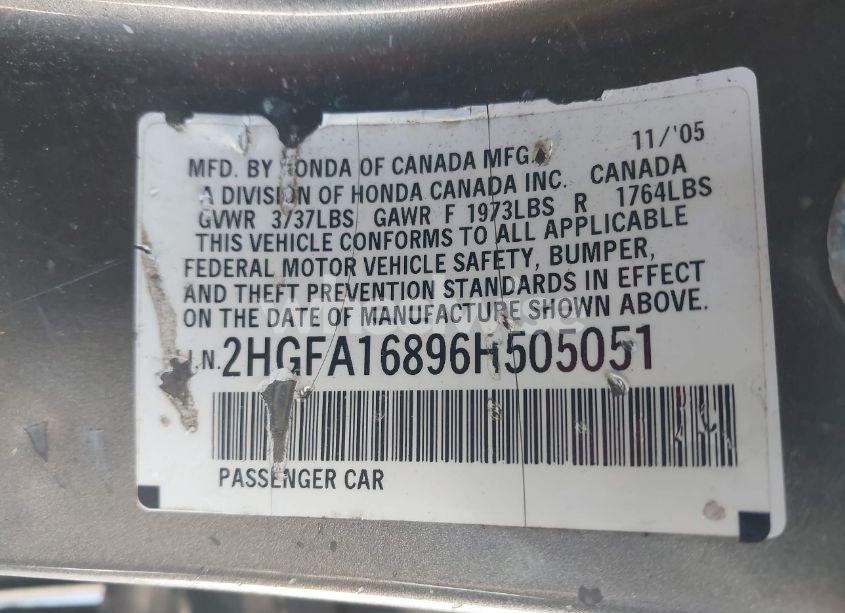 11/'05
MFD. BY HONDA OF CANADA MFG.
A DIVISION OF HONDA CANADA INC. CANADA
GVWR 3737LBS GAWR F 1973LBS R 1764LBS
THIS VEHICLE CONFORMS TO ALL APPLICABLE
FEDERAL MOTOR VEHICLE SAFETY, BUMPER,
AND THEFT PREVENTION STANDARDS IN EFFECT
ON THE DATE OF MANUFACTURE SHOWN ABOVE.
I.N. 2HGFA16896H505051
PASSENGER CAR